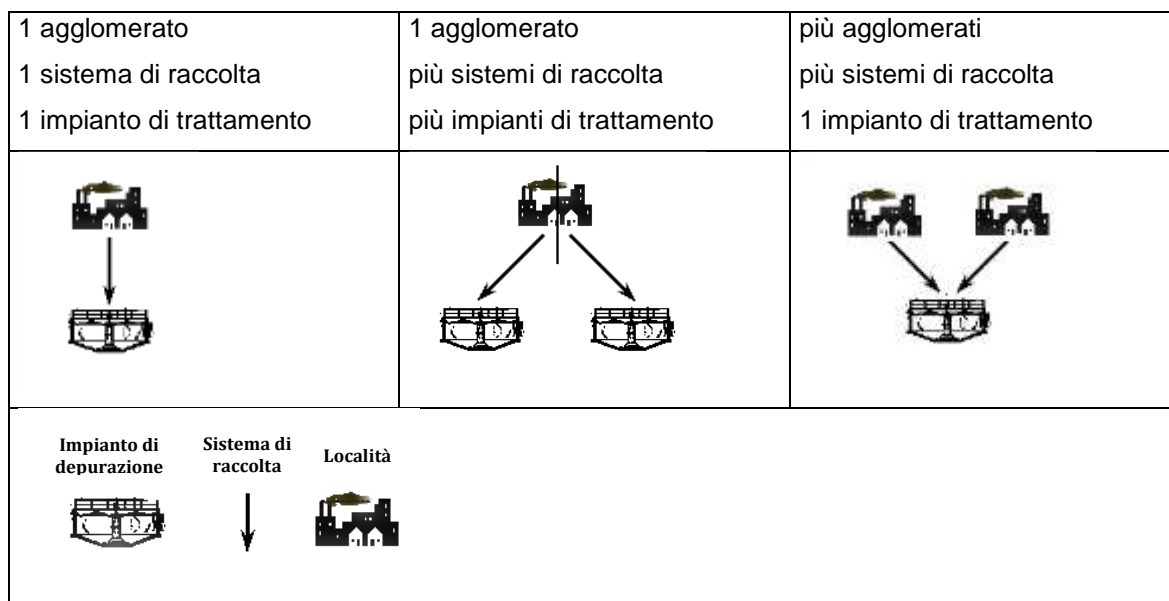 1 agglomerato
1 sistema di raccolta
1 impianto di trattamento
1 agglomerato
più sistemi di raccolta
più impianti di trattamento
più agglomerati
più sistemi di raccolta
1 impianto di trattamento
Impianto di
depurazione
Sistema di
raccolta
Località